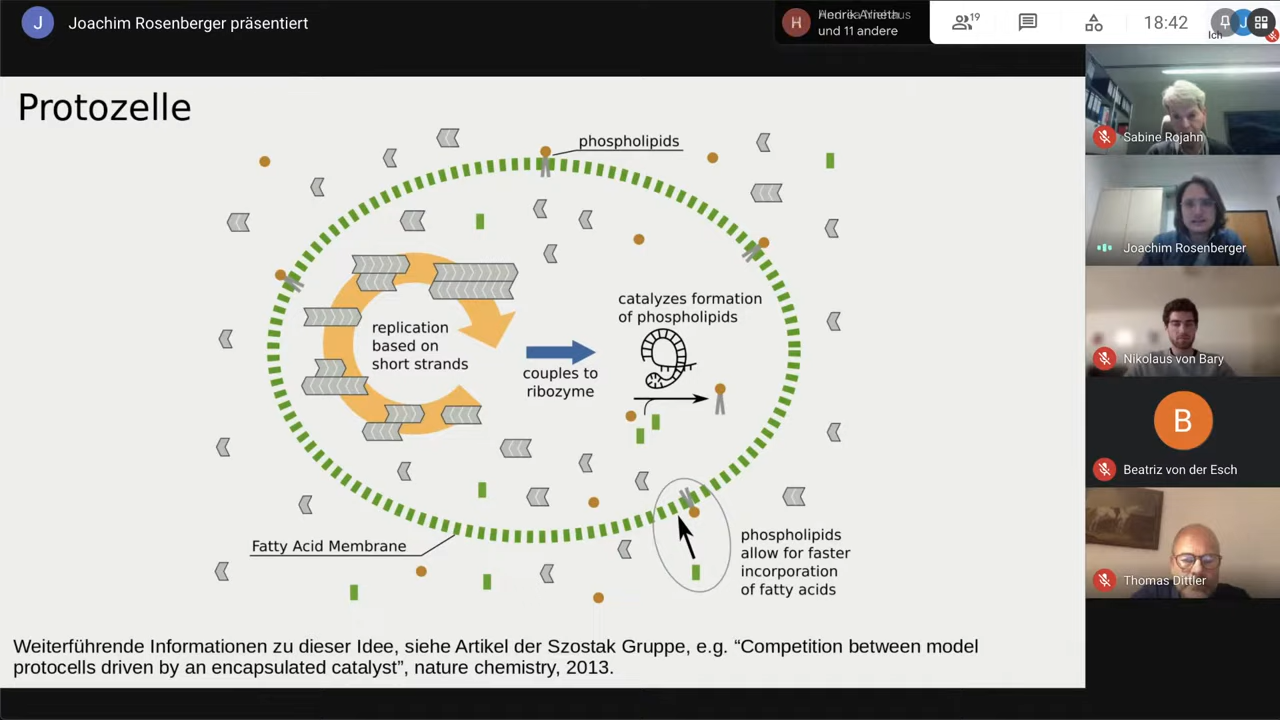 J
Joachim Rosenberger präsentiert
H
und 11 andere
19
18:42
J
Ich
Protozelle
phospholipids
catalyzes formation
of phospholipids
replication
based on
short strands
couples to
ribozyme
Fatty Acid Membrane
phospholipids
allow for faster
incorporation
of fatty acids
Weiterführende Informationen zu dieser Idee, siehe Artikel der Szostak Gruppe, e.g. “Competition between model
protocells driven by an encapsulated catalyst”, nature chemistry, 2013.
Sabine Rojahn
Joachim Rosenberger
Nikolaus von Bary
B
Beatriz von der Esch
Thomas Dittler